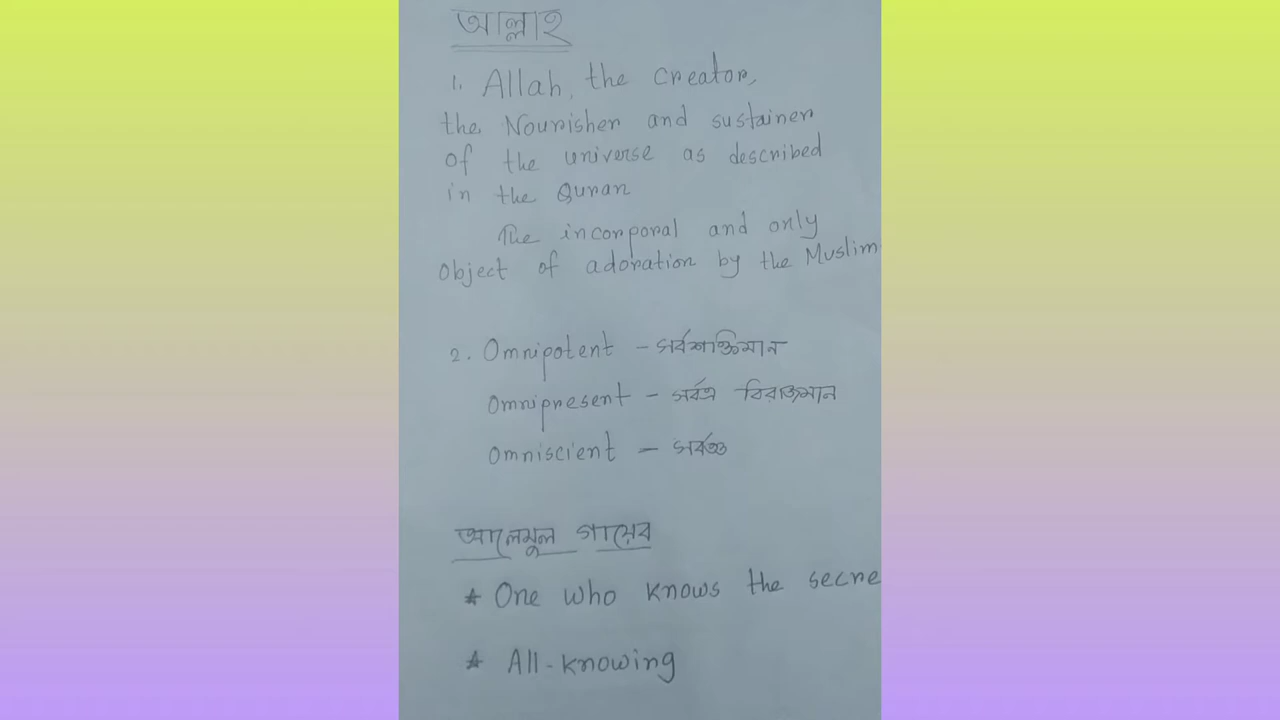 আল্লাহ
1. Allah, the creator,
the Nourisher and sustainer
of the universe as described
in the Quran
The incorporal and only
Object of adoration by the Muslim
2. Omnipotent – সর্বশক্তিমান
Omnipresent – সর্বত্র বিরাজমান
Omniscient – সর্বজ্ঞ
আলেমুল গায়েব
* One who knows the secre
* All-knowing